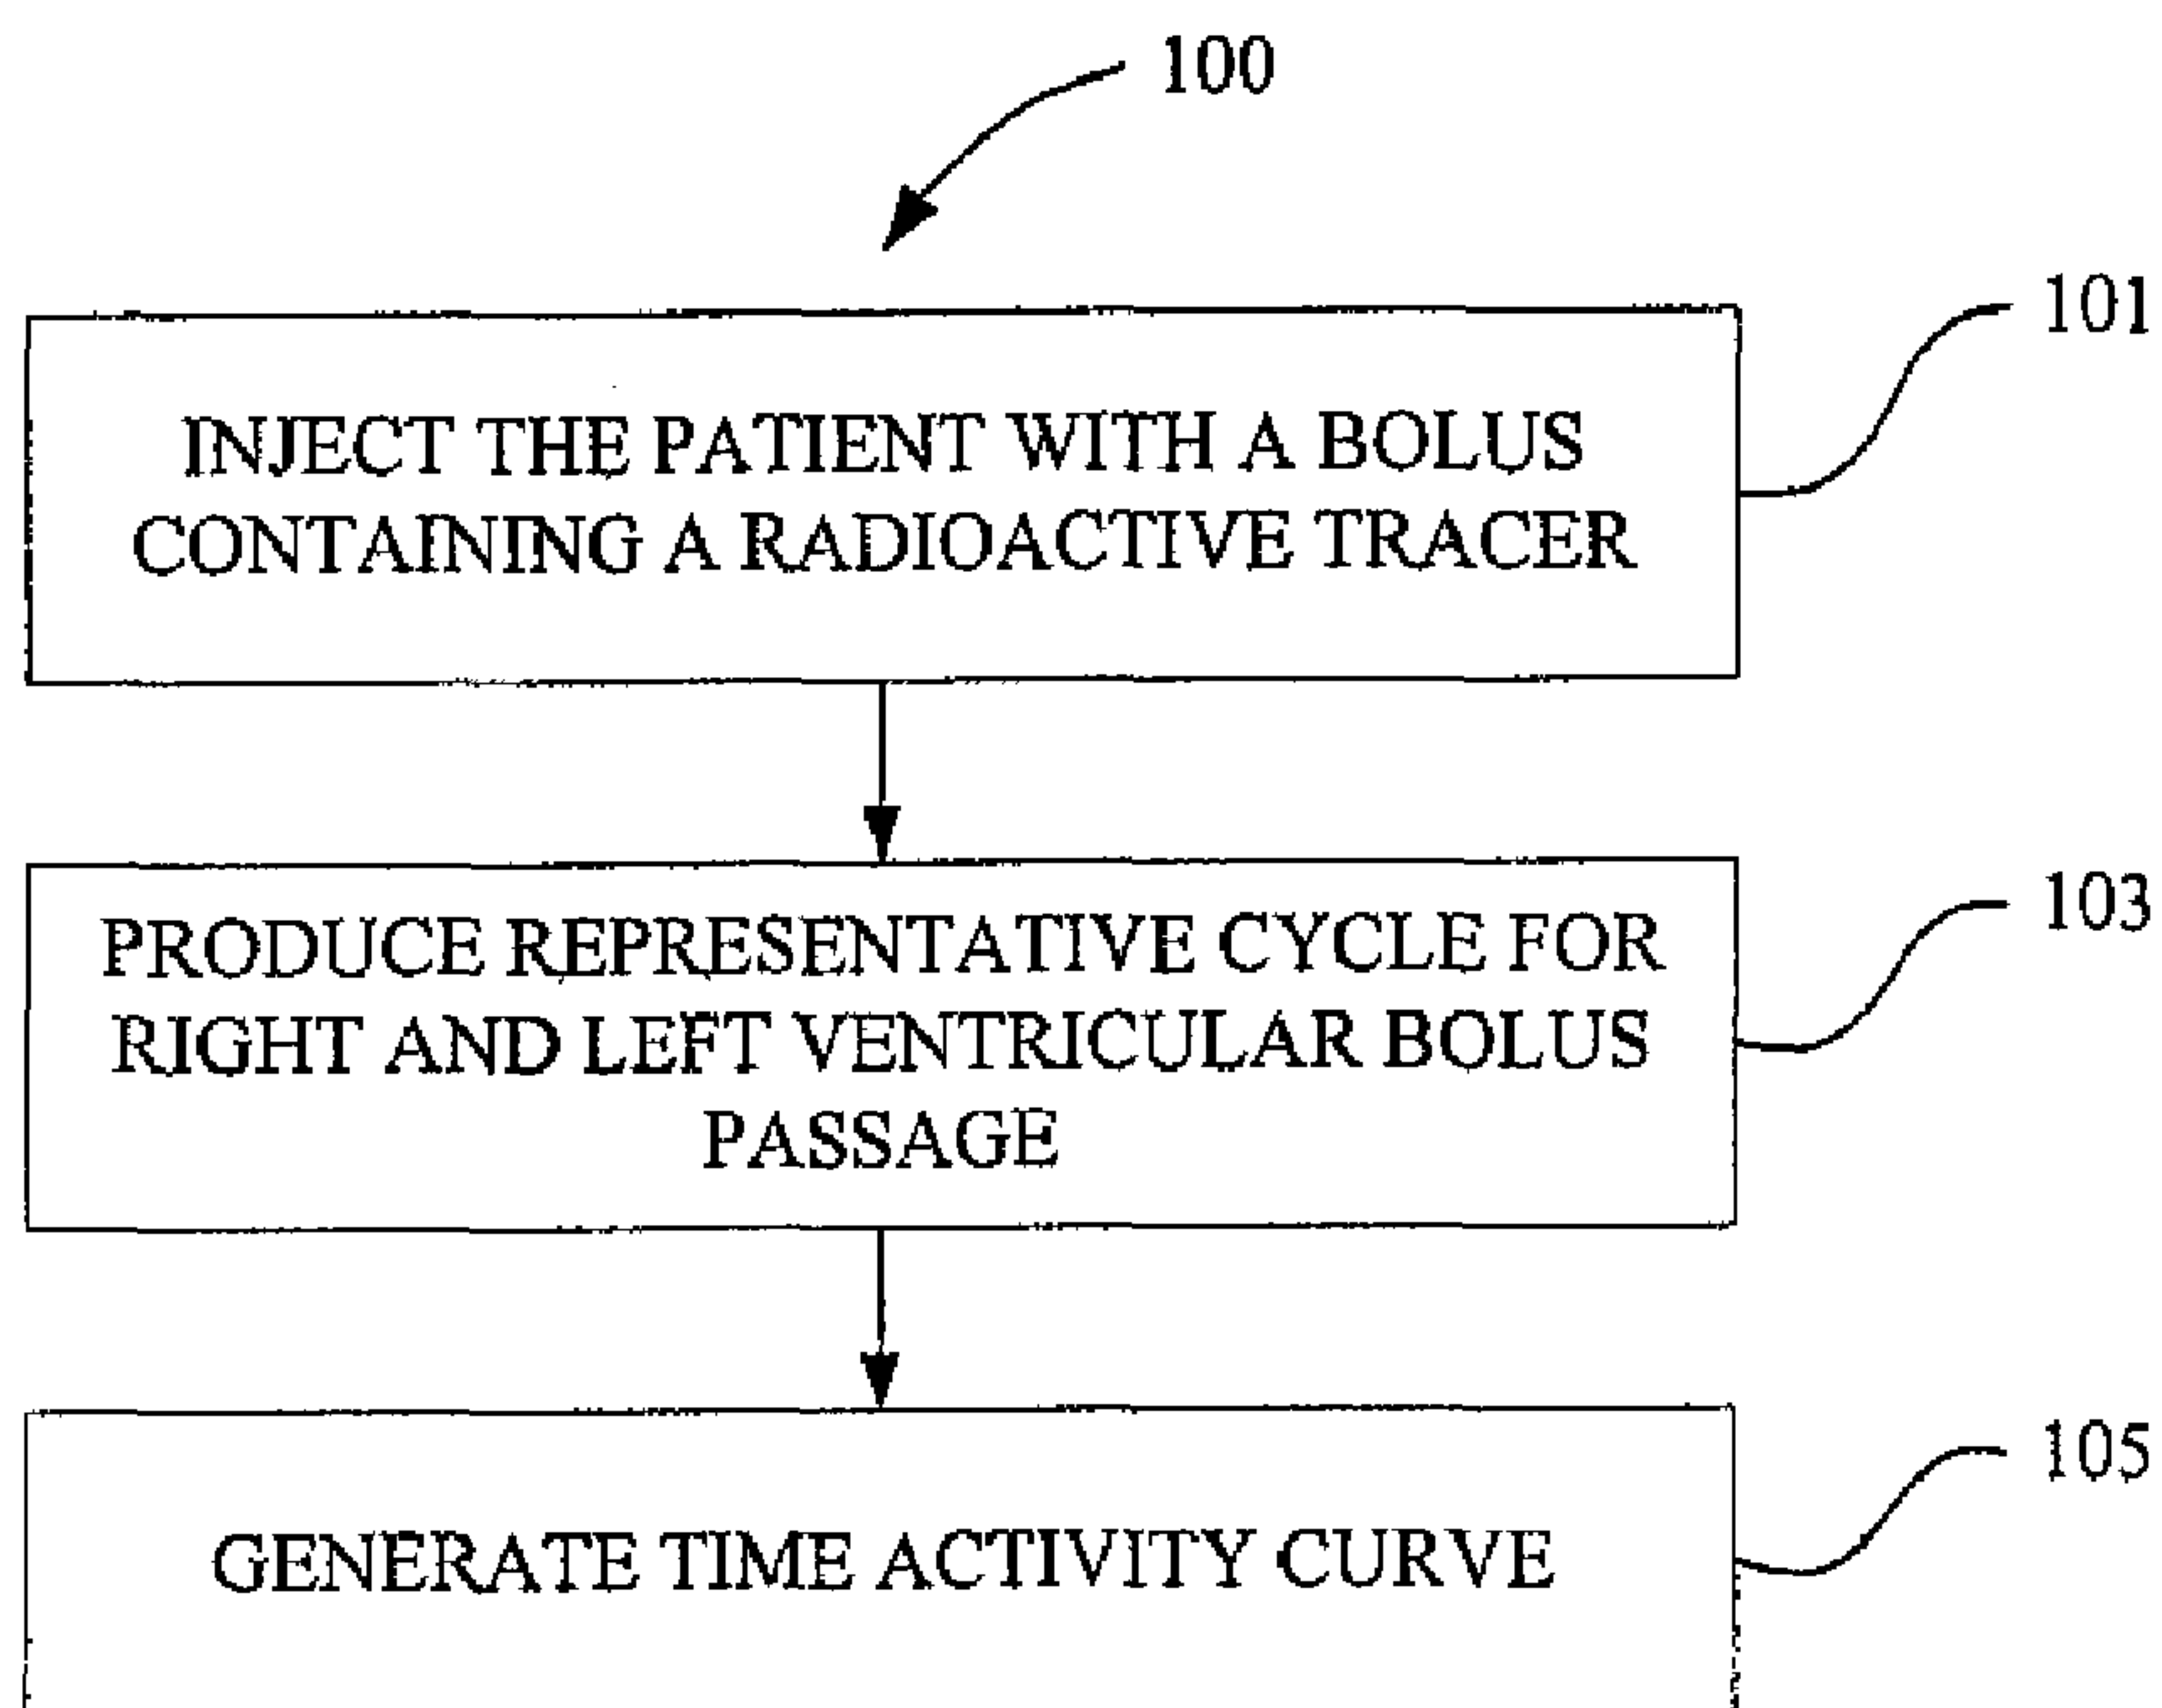 100
101
INJECT THE PATIENT WITH A BOLUS
CONTAINING A RADIOACTIVE TRACER
103
PRODUCE REPRESENTATIVE CYCLE FOR
RIGHT AND LEFT VENTRICULAR BOLUS
PASSAGE
105
GENERATE TIME ACTIVITY CURVE